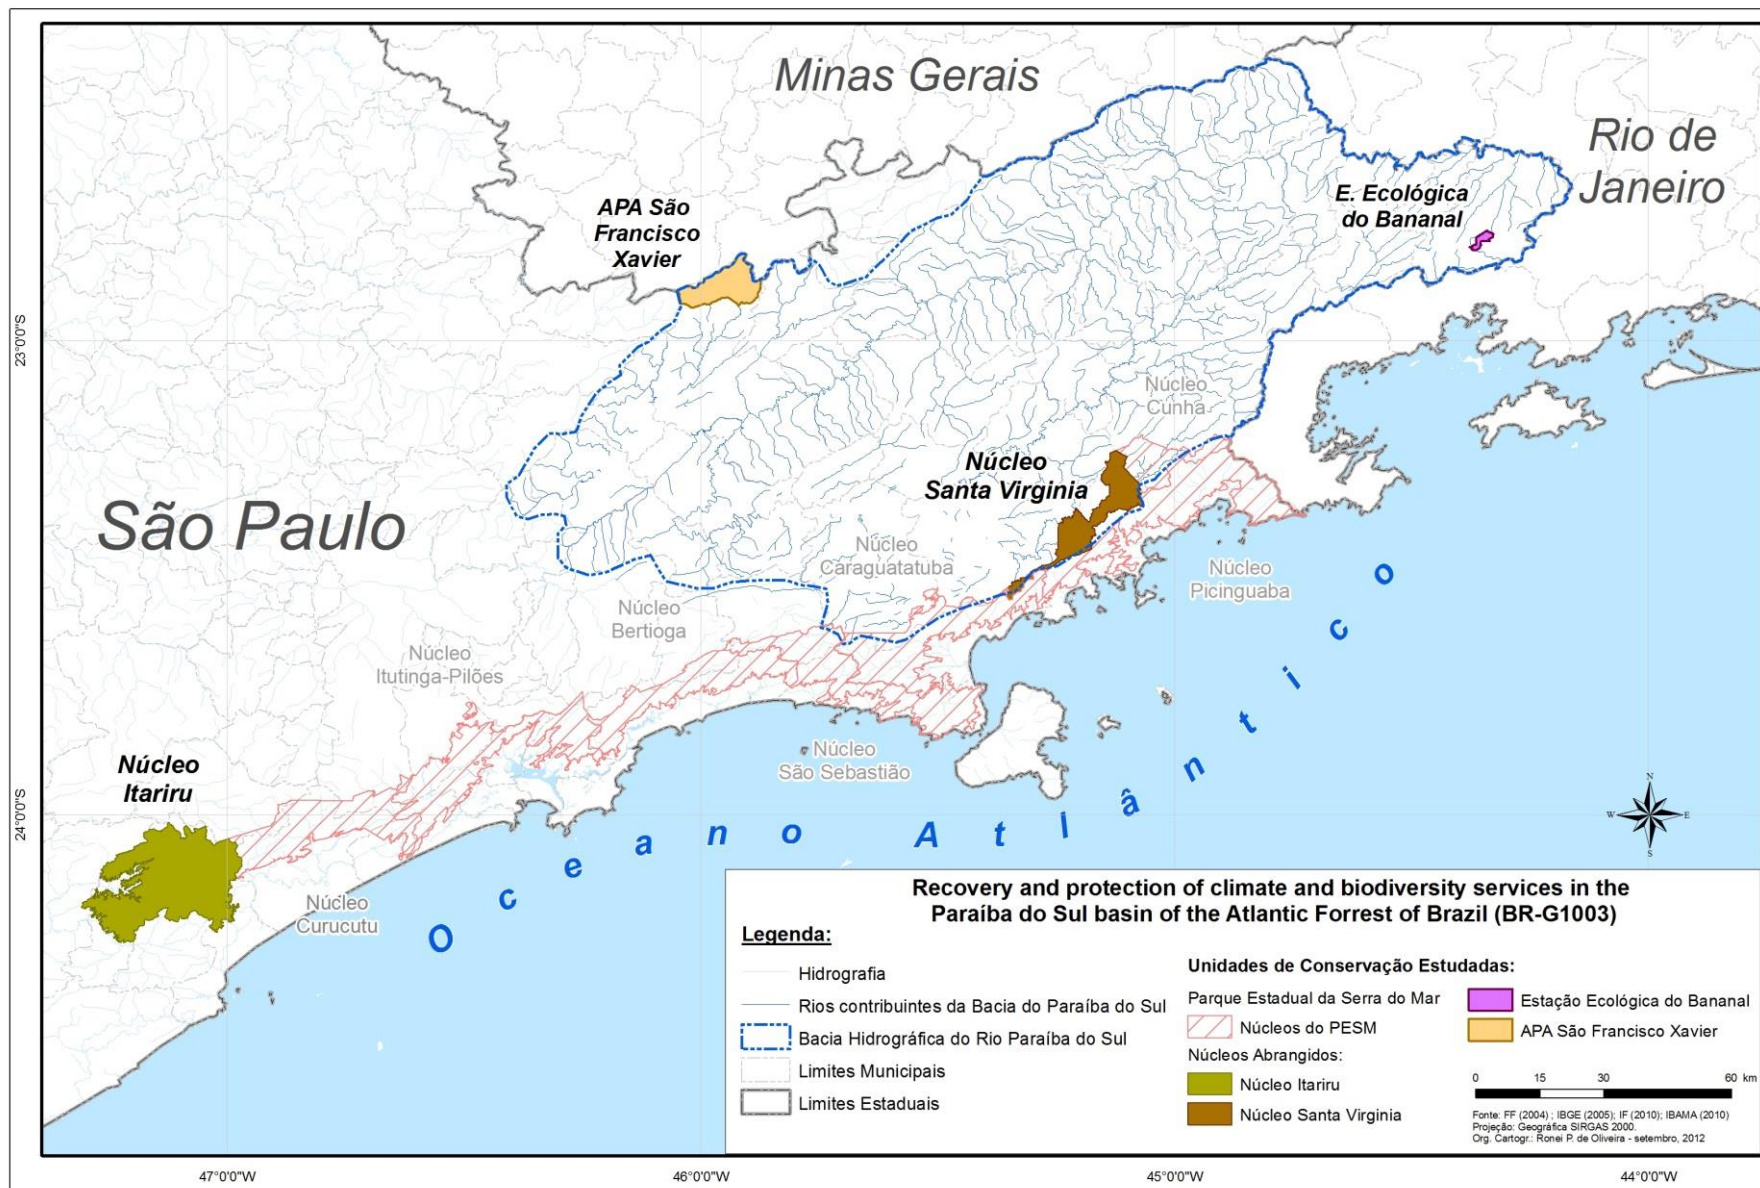 Minas Gerais
Rio de
Janeiro
APA São
Francisco
Xavier
E. Ecológica
do Bananal
23°0'0"S
Núcleo
Cunha
Núcleo
Santa Virginia
São Paulo
Núcleo
Caraguatatuba
Núcleo
Picinguaba
Núcleo
Bertioga
Núcleo
Itutinga-Pilões
Núcleo
São Sebastião
Núcleo
Itariru
24°0'0"S
Oceano Atlântico
N
W E
S
Núcleo
Curucutu
Recovery and protection of climate and biodiversity services in the
Paraíba do Sul basin of the Atlantic Forrest of Brazil (BR-G1003)
Legenda:
Hidrografia
Rios contribuintes da Bacia do Paraíba do Sul
Bacia Hidrográfica do Rio Paraíba do Sul
Limites Municipais
Limites Estaduais
Unidades de Conservação Estudadas:
Parque Estadual da Serra do Mar
Núcleos do PESM
Núcleos Abrangidos:
Núcleo Itariru
Núcleo Santa Virginia
Estação Ecológica do Bananal
APA São Francisco Xavier
0 15 30 60 km
Fonte: FF (2004) ; IBGE (2005); IF (2010); IBAMA (2010)
Projeção: Geográfica SIRGAS 2000.
Org. Cartogr.: Ronei P. de Oliveira - setembro, 2012
47°0'0"W 46°0'0"W 45°0'0"W 44°0'0"W